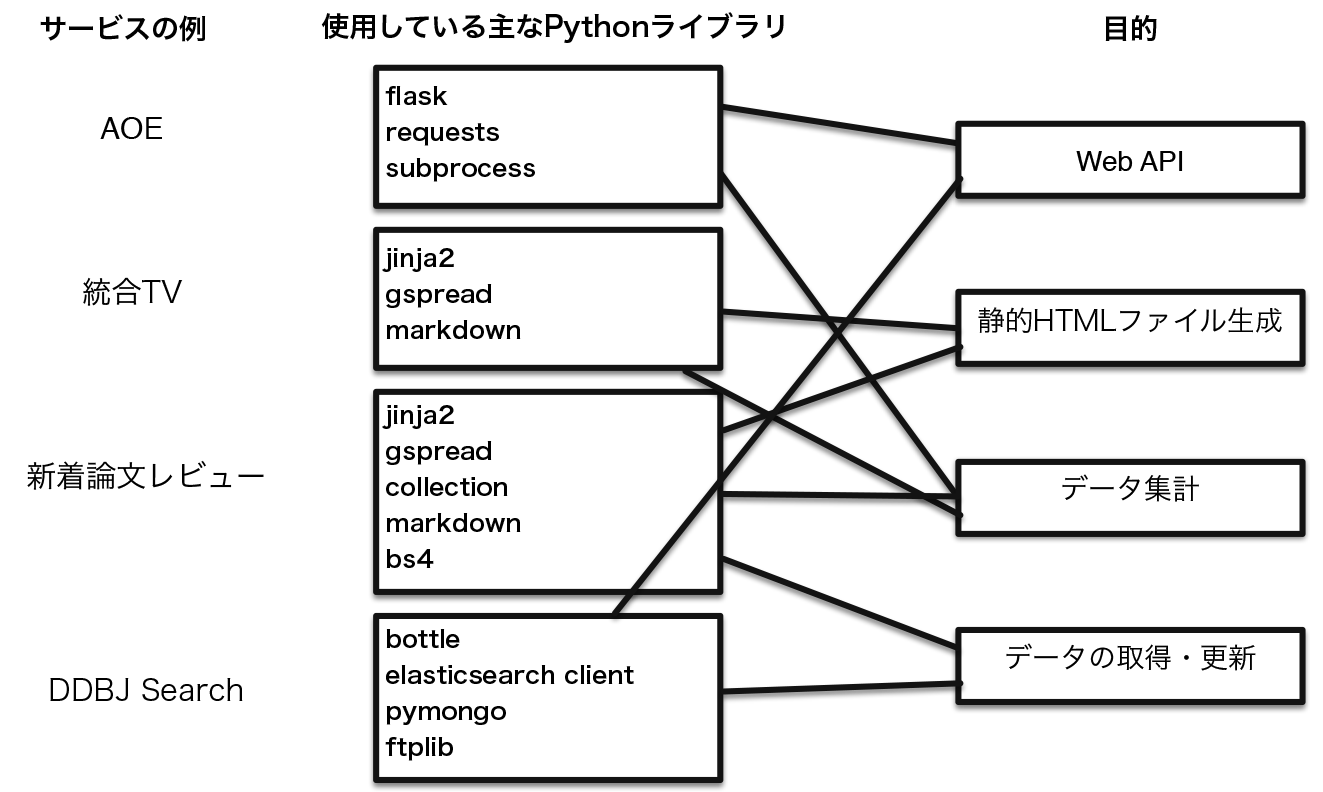 サービスの例
使用している主なPythonライブラリ
目的
AOE
flask
requests
subprocess
Web API
統合TV
jinja2
gspread
markdown
静的HTMLファイル生成
新着論文レビュー
jinja2
gspread
collection
markdown
bs4
データ集計
DDBJ Search
bottle
elasticsearch client
pymongo
ftplib
データの取得・更新